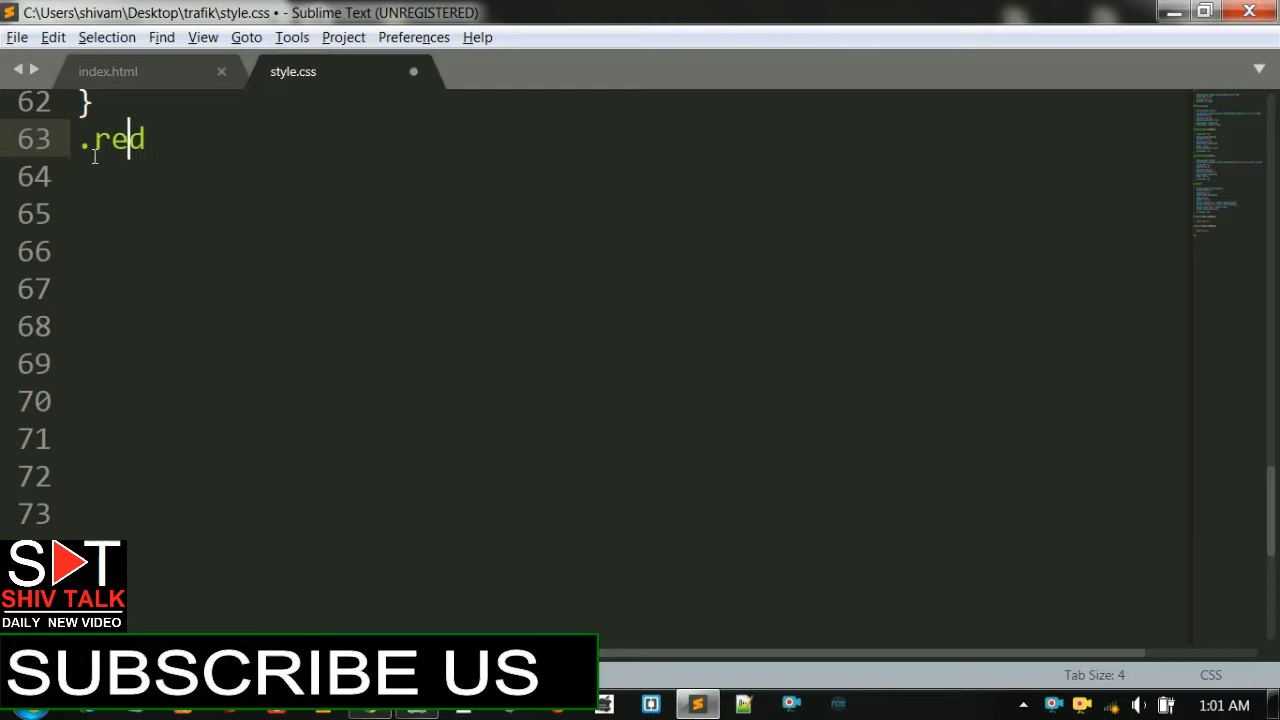 C:\Users\shivam\Desktop\trafik\style.css • - Sublime Text (UNREGISTERED)
File Edit Selection Find View Goto Tools Project Preferences Help
index.html style.css
62 }
63 .red
64
65
66
67
68
69
70
71
72
73
S T
SHIV TALK
DAILY NEW VIDEO
SUBSCRIBE US
Tab Size: 4 CSS
1:01 AM